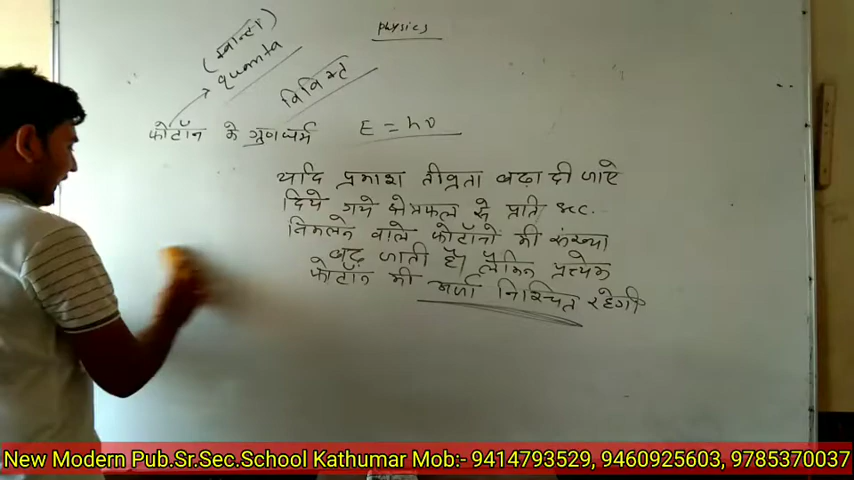 Physics
(क्वान्टा)
quanta
विविक्त
फोटॉन के गुणधर्म E = hν
यदि प्रकाश तीव्रता बढ़ा दी जाऐ
दिये गये क्षेत्रफल से प्रति sec.
निकलने वाले फोटॉनों की संख्या
बढ़ जाती है। लेकिन प्रत्येक
फोटॉन की ऊर्जा निश्चित रहेगी
New Modern Pub.Sr.Sec.School Kathumar Mob:- 9414793529, 9460925603, 9785370037